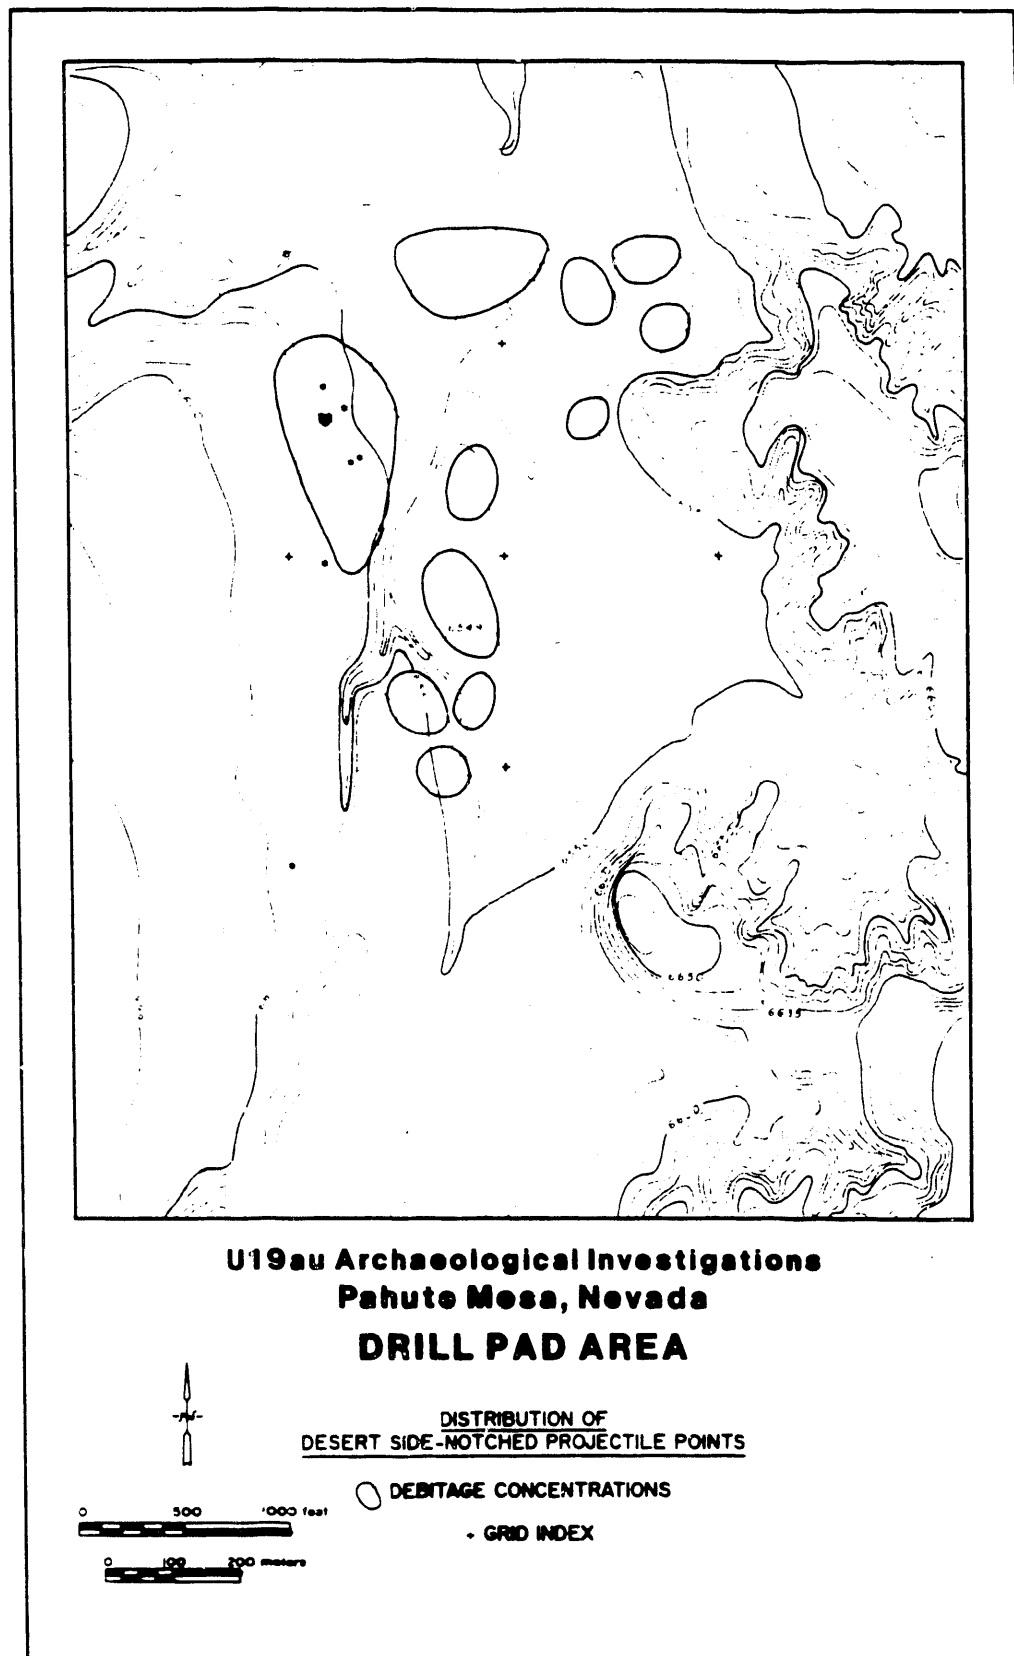 6650
6635
U19au Archaeological Investigations
Pahute Mesa, Nevada
DRILL PAD AREA
DISTRIBUTION OF
DESERT SIDE-NOTCHED PROJECTILE POINTS
DEBITAGE CONCENTRATIONS
+ GRID INDEX
0 500 1000 feet
0 100 200 meters